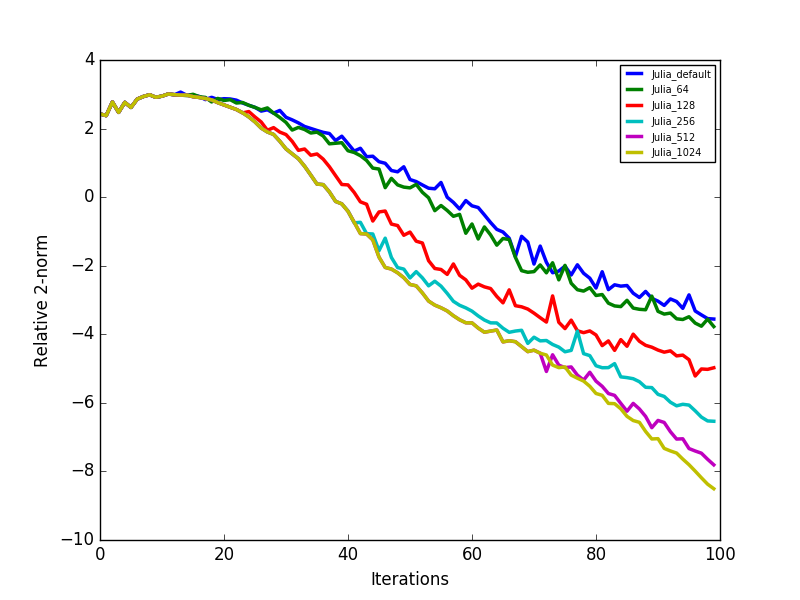 4
2
0
−2
−4
−6
−8
−10
Relative 2-norm
Julia_default
Julia_64
Julia_128
Julia_256
Julia_512
Julia_1024
0 20 40 60 80 100
Iterations